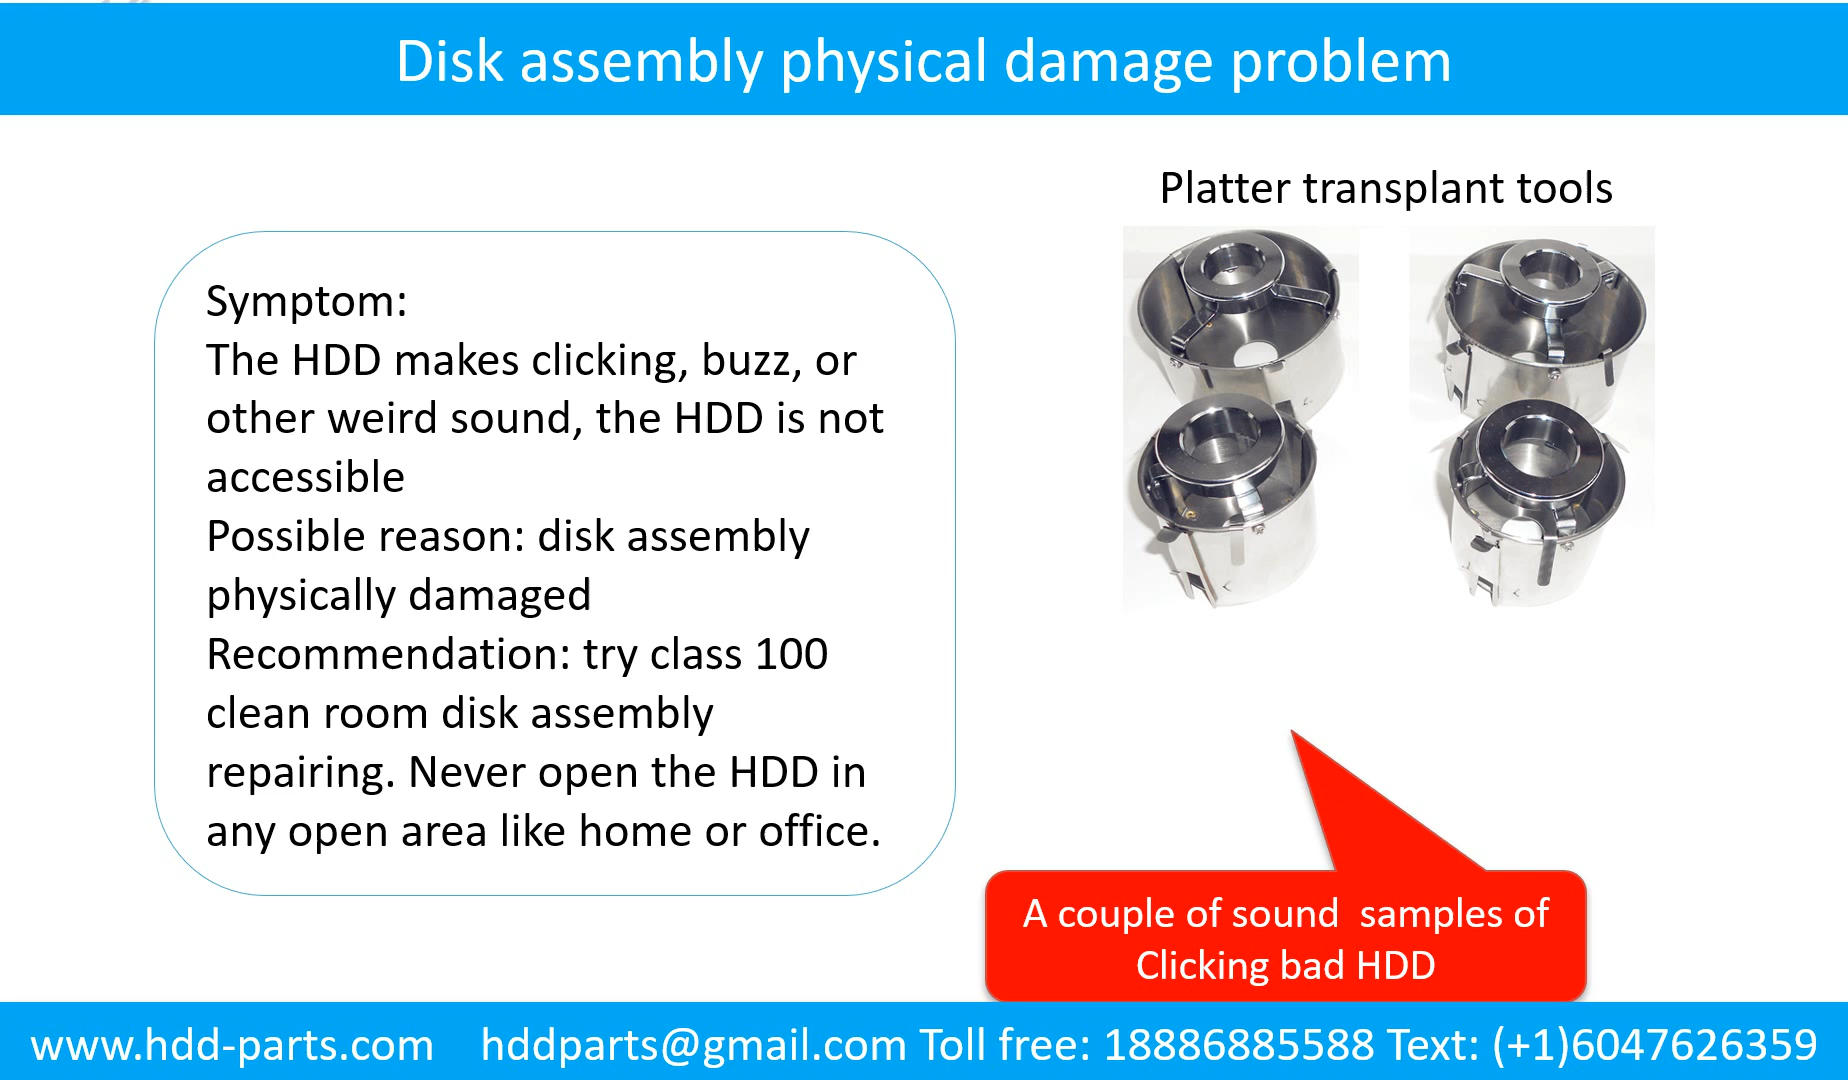 Disk assembly physical damage problem
Platter transplant tools
Symptom:
The HDD makes clicking, buzz, or
other weird sound, the HDD is not
accessible
Possible reason: disk assembly
physically damaged
Recommendation: try class 100
clean room disk assembly
repairing. Never open the HDD in
any open area like home or office.
A couple of sound  samples of
Clicking bad HDD
www.hdd-parts.com    hddparts@gmail.com Toll free: 18886885588 Text: (+1)6047626359